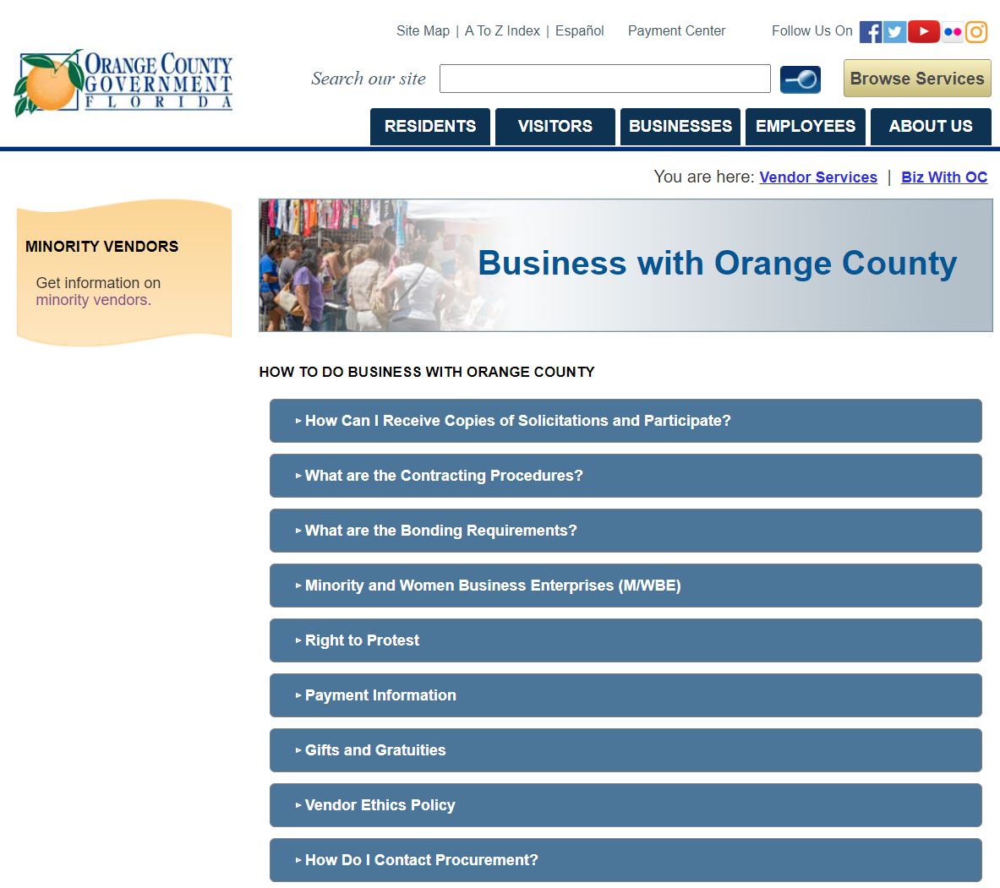 Site Map | A To Z Index | Español Payment Center Follow Us On
ORANGE COUNTY
GOVERNMENT
FLORIDA
Search our site Browse Services
RESIDENTS VISITORS BUSINESSES EMPLOYEES ABOUT US
You are here: Vendor Services | Biz With OC
MINORITY VENDORS
Get information on
minority vendors.
Business with Orange County
HOW TO DO BUSINESS WITH ORANGE COUNTY
How Can I Receive Copies of Solicitations and Participate?
What are the Contracting Procedures?
What are the Bonding Requirements?
Minority and Women Business Enterprises (M/WBE)
Right to Protest
Payment Information
Gifts and Gratuities
Vendor Ethics Policy
How Do I Contact Procurement?